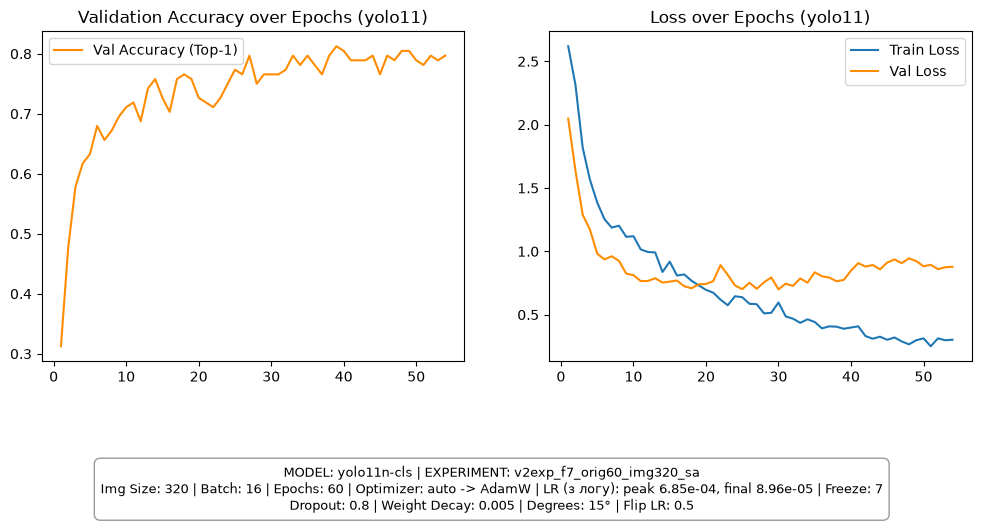 Validation Accuracy over Epochs (yolo11)
Val Accuracy (Top-1)
0.8
0.7
0.6
0.5
0.4
0.3
0 10 20 30 40 50
Loss over Epochs (yolo11)
Train Loss
Val Loss
2.5
2.0
1.5
1.0
0.5
0 10 20 30 40 50
MODEL: yolo11n-cls | EXPERIMENT: v2exp_f7_orig60_img320_sa
Img Size: 320 | Batch: 16 | Epochs: 60 | Optimizer: auto -> AdamW | LR (з логу): peak 6.85e-04, final 8.96e-05 | Freeze: 7
Dropout: 0.8 | Weight Decay: 0.005 | Degrees: 15° | Flip LR: 0.5